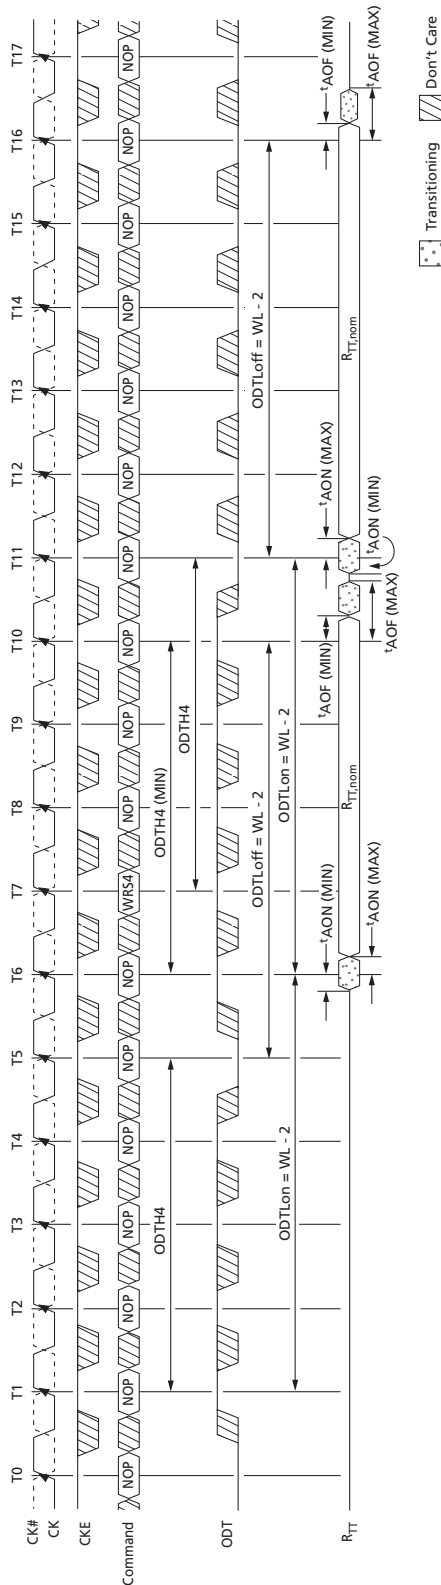 T0 T1 T2 T3 T4 T5 T6 T7 T8 T9 T10 T11 T12 T13 T14 T15 T16 T17
CK#
CK
CKE
Command NOP NOP NOP NOP NOP NOP NOP WRS4 NOP NOP NOP NOP NOP NOP NOP NOP NOP NOP
ODTH4 ODTH4 (MIN)
ODTH4
ODT
ODTLoff = WL - 2 ODTLoff = WL - 2
ODTLon = WL - 2 ODTLon = WL - 2
tAON (MIN) tAON (MAX) tAOF (MIN)
tAOF (MIN)
RTT RTT,nom RTT,nom
tAON (MAX) tAON (MIN) tAOF (MAX)
tAOF (MAX)
Transitioning Don't Care